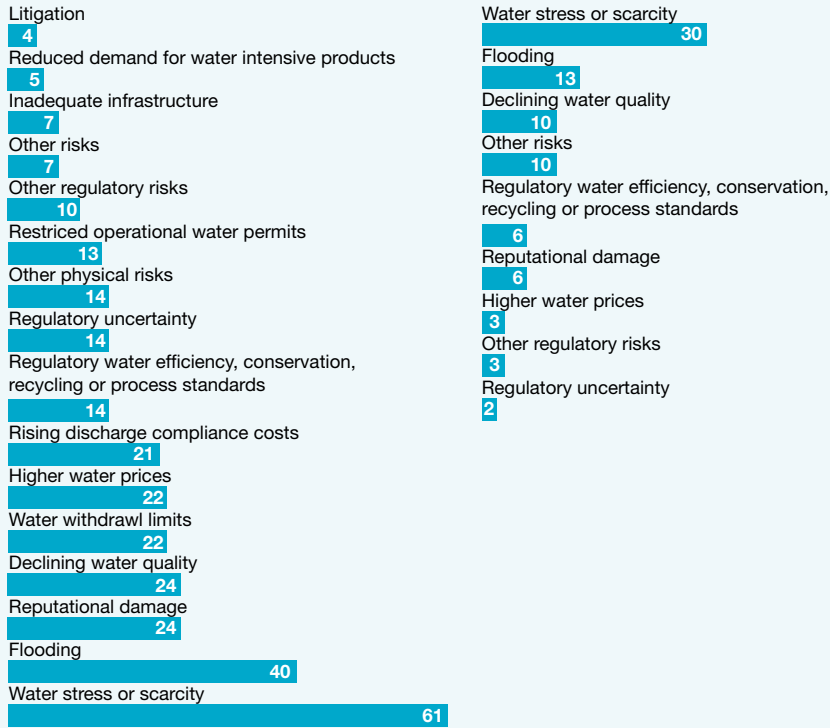 Litigation
4
Reduced demand for water intensive products
5
Inadequate infrastructure
7
Other risks
7
Other regulatory risks
10
Restriced operational water permits
13
Other physical risks
14
Regulatory uncertainty
14
Regulatory water efficiency, conservation,
recycling or process standards
14
Rising discharge compliance costs
21
Higher water prices
22
Water withdrawl limits
22
Declining water quality
24
Reputational damage
24
Flooding
40
Water stress or scarcity
61
Water stress or scarcity
30
Flooding
13
Declining water quality
10
Other risks
10
Regulatory water efficiency, conservation,
recycling or process standards
6
Reputational damage
6
Higher water prices
3
Other regulatory risks
3
Regulatory uncertainty
2